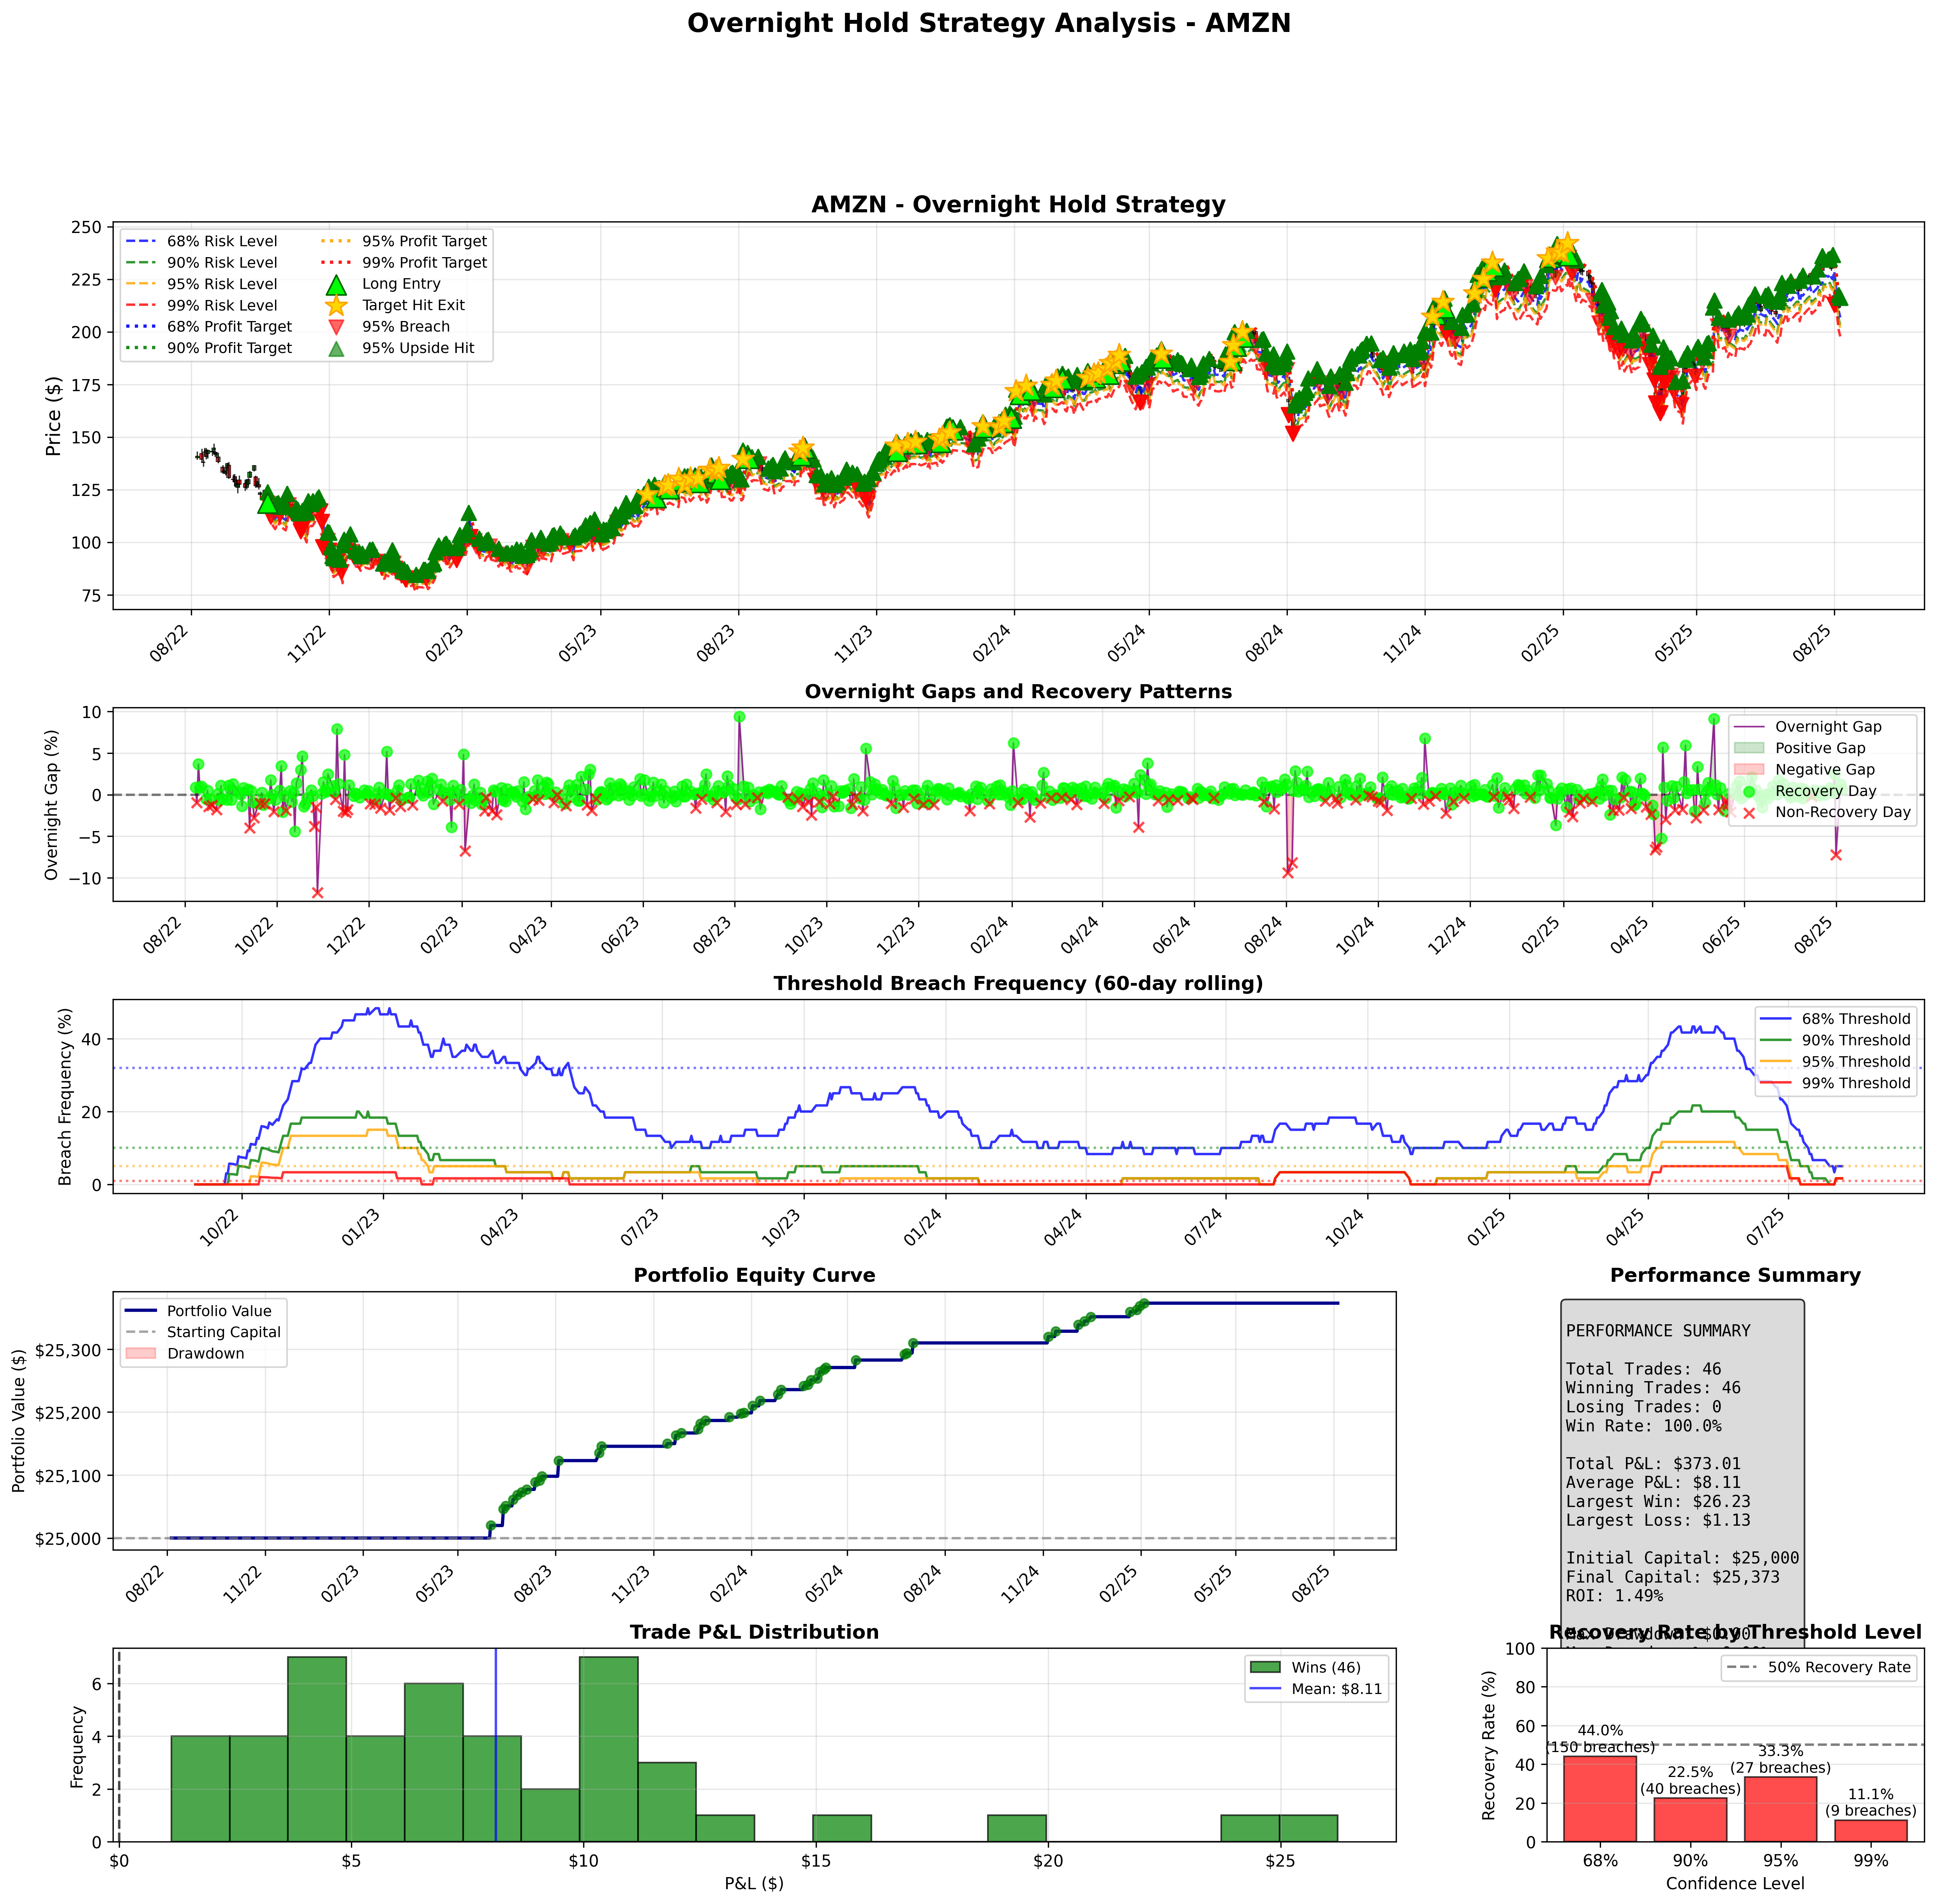 Overnight Hold Strategy Analysis - AMZN
AMZN - Overnight Hold Strategy
Price ($)
250
225
200
175
150
125
100
75
68% Risk Level
90% Risk Level
95% Risk Level
99% Risk Level
68% Profit Target
90% Profit Target
95% Profit Target
99% Profit Target
Long Entry
Target Hit Exit
95% Breach
95% Upside Hit
08/22
11/22
02/23
05/23
08/23
11/23
02/24
05/24
08/24
11/24
02/25
05/25
08/25
Overnight Gaps and Recovery Patterns
Overnight Gap (%)
10
5
0
−5
−10
Overnight Gap
Positive Gap
Negative Gap
Recovery Day
Non-Recovery Day
08/22
10/22
12/22
02/23
04/23
06/23
08/23
10/23
12/23
02/24
04/24
06/24
08/24
10/24
12/24
02/25
04/25
06/25
08/25
Threshold Breach Frequency (60-day rolling)
Breach Frequency (%)
40
20
0
68% Threshold
90% Threshold
95% Threshold
99% Threshold
10/22
01/23
04/23
07/23
10/23
01/24
04/24
07/24
10/24
01/25
04/25
07/25
Portfolio Equity Curve
Portfolio Value ($)
$25,300
$25,200
$25,100
$25,000
Portfolio Value
Starting Capital
Drawdown
08/22
11/22
02/23
05/23
08/23
11/23
02/24
05/24
08/24
11/24
02/25
05/25
08/25
Performance Summary
PERFORMANCE SUMMARY
Total Trades: 46
Winning Trades: 46
Losing Trades: 0
Win Rate: 100.0%
Total P&L: $373.01
Average P&L: $8.11
Largest Win: $26.23
Largest Loss: $1.13
Initial Capital: $25,000
Final Capital: $25,373
ROI: 1.49%
Max Drawdown: $0.00
Trade P&L Distribution
Frequency
6
4
2
0
Wins (46)
Mean: $8.11
$0
$5
$10
$15
$20
$25
P&L ($)
Recovery Rate by Threshold Level
Recovery Rate (%)
100
80
60
40
20
0
50% Recovery Rate
44.0%
(150 breaches)
22.5%
(40 breaches)
33.3%
(27 breaches)
11.1%
(9 breaches)
68%
90%
95%
99%
Confidence Level